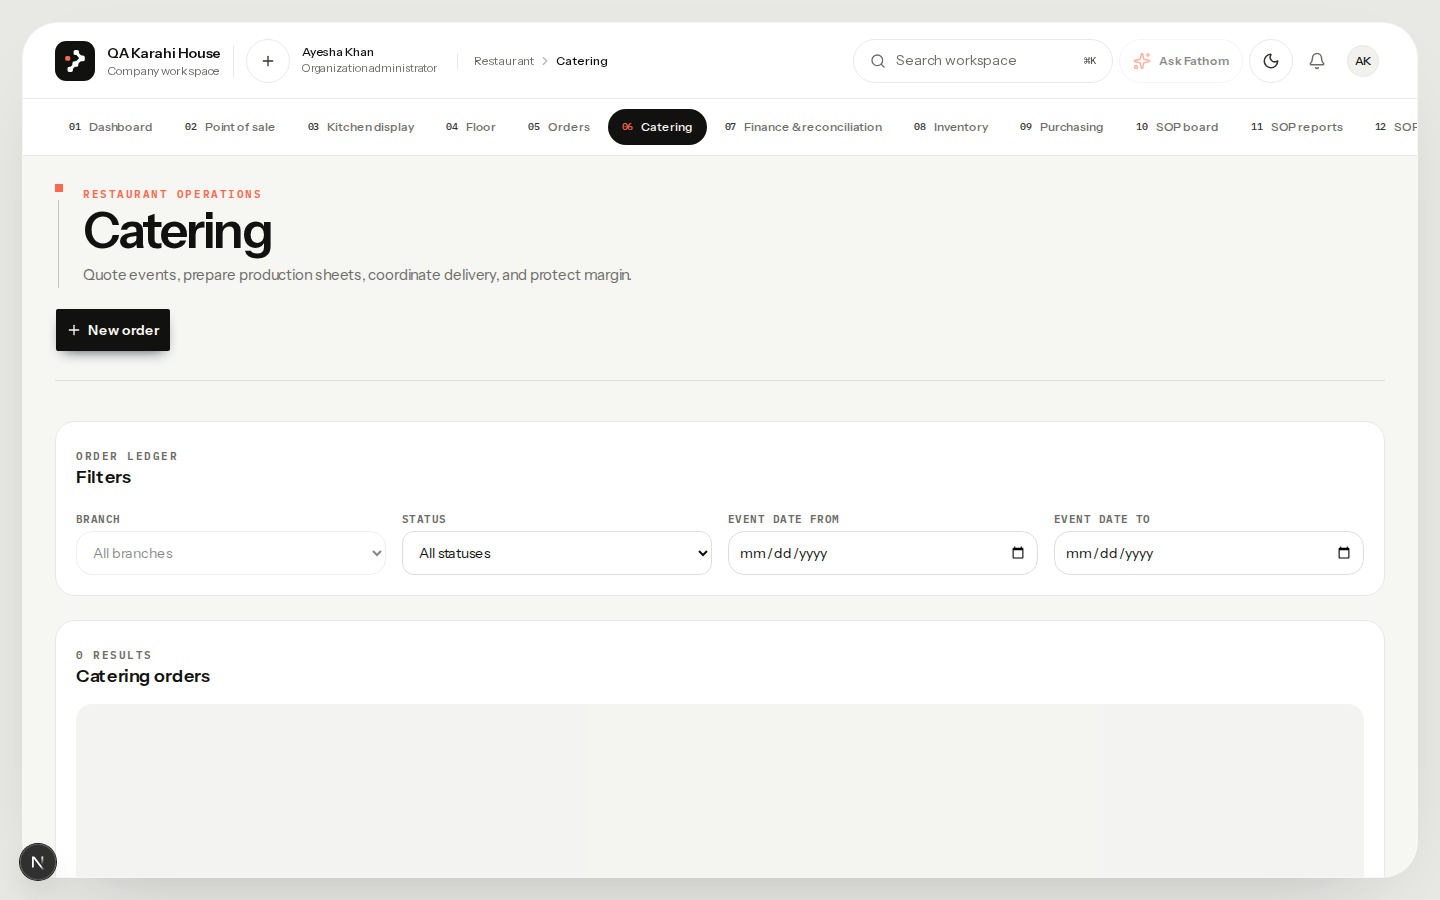 QA Karahi House
Company workspace
Ayesha Khan
Organization administrator
Restaurant > Catering
Search workspace ⌘K
Ask Fathom
AK
01 Dashboard
02 Point of sale
03 Kitchen display
04 Floor
05 Orders
06 Catering
07 Finance & reconciliation
08 Inventory
09 Purchasing
10 SOP board
11 SOP reports
12 SOP
RESTAURANT OPERATIONS
Catering
Quote events, prepare production sheets, coordinate delivery, and protect margin.
+ New order
ORDER LEDGER
Filters
BRANCH
All branches
STATUS
All statuses
EVENT DATE FROM
mm/dd/yyyy
EVENT DATE TO
mm/dd/yyyy
0 RESULTS
Catering orders
N